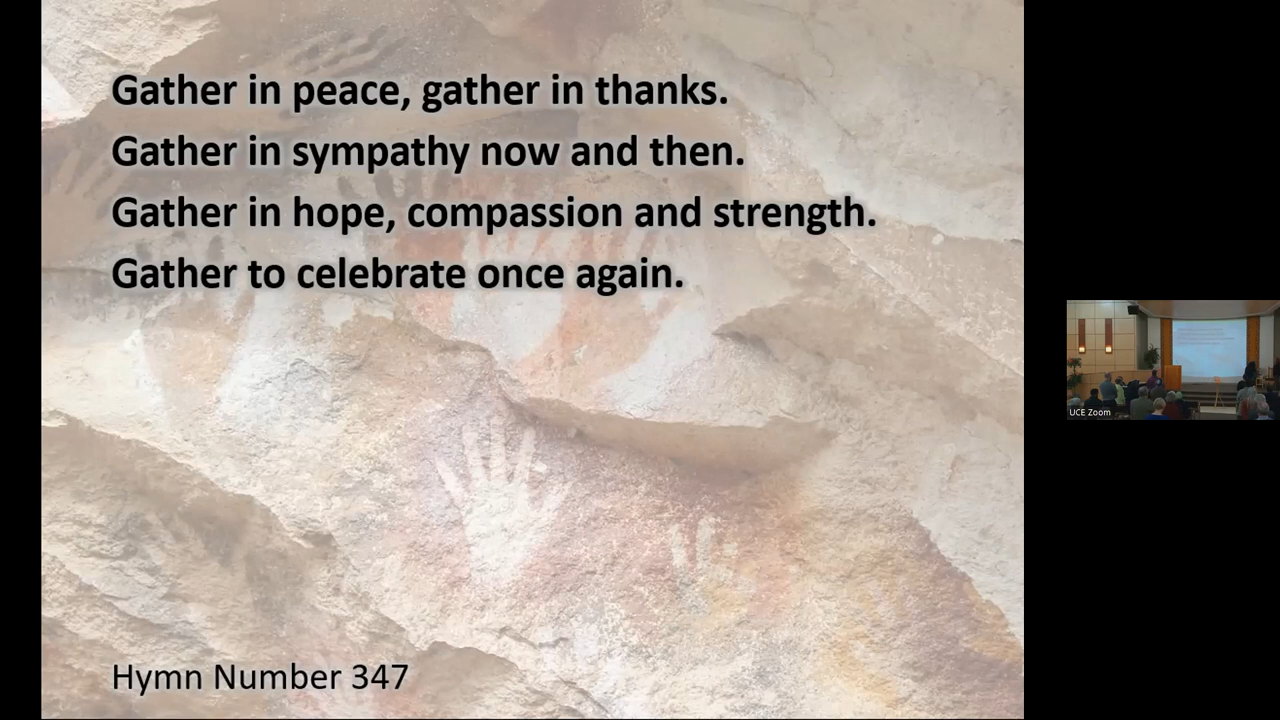 Gather in peace, gather in thanks.
Gather in sympathy now and then.
Gather in hope, compassion and strength.
Gather to celebrate once again.
Hymn Number 347
UCE Zoom